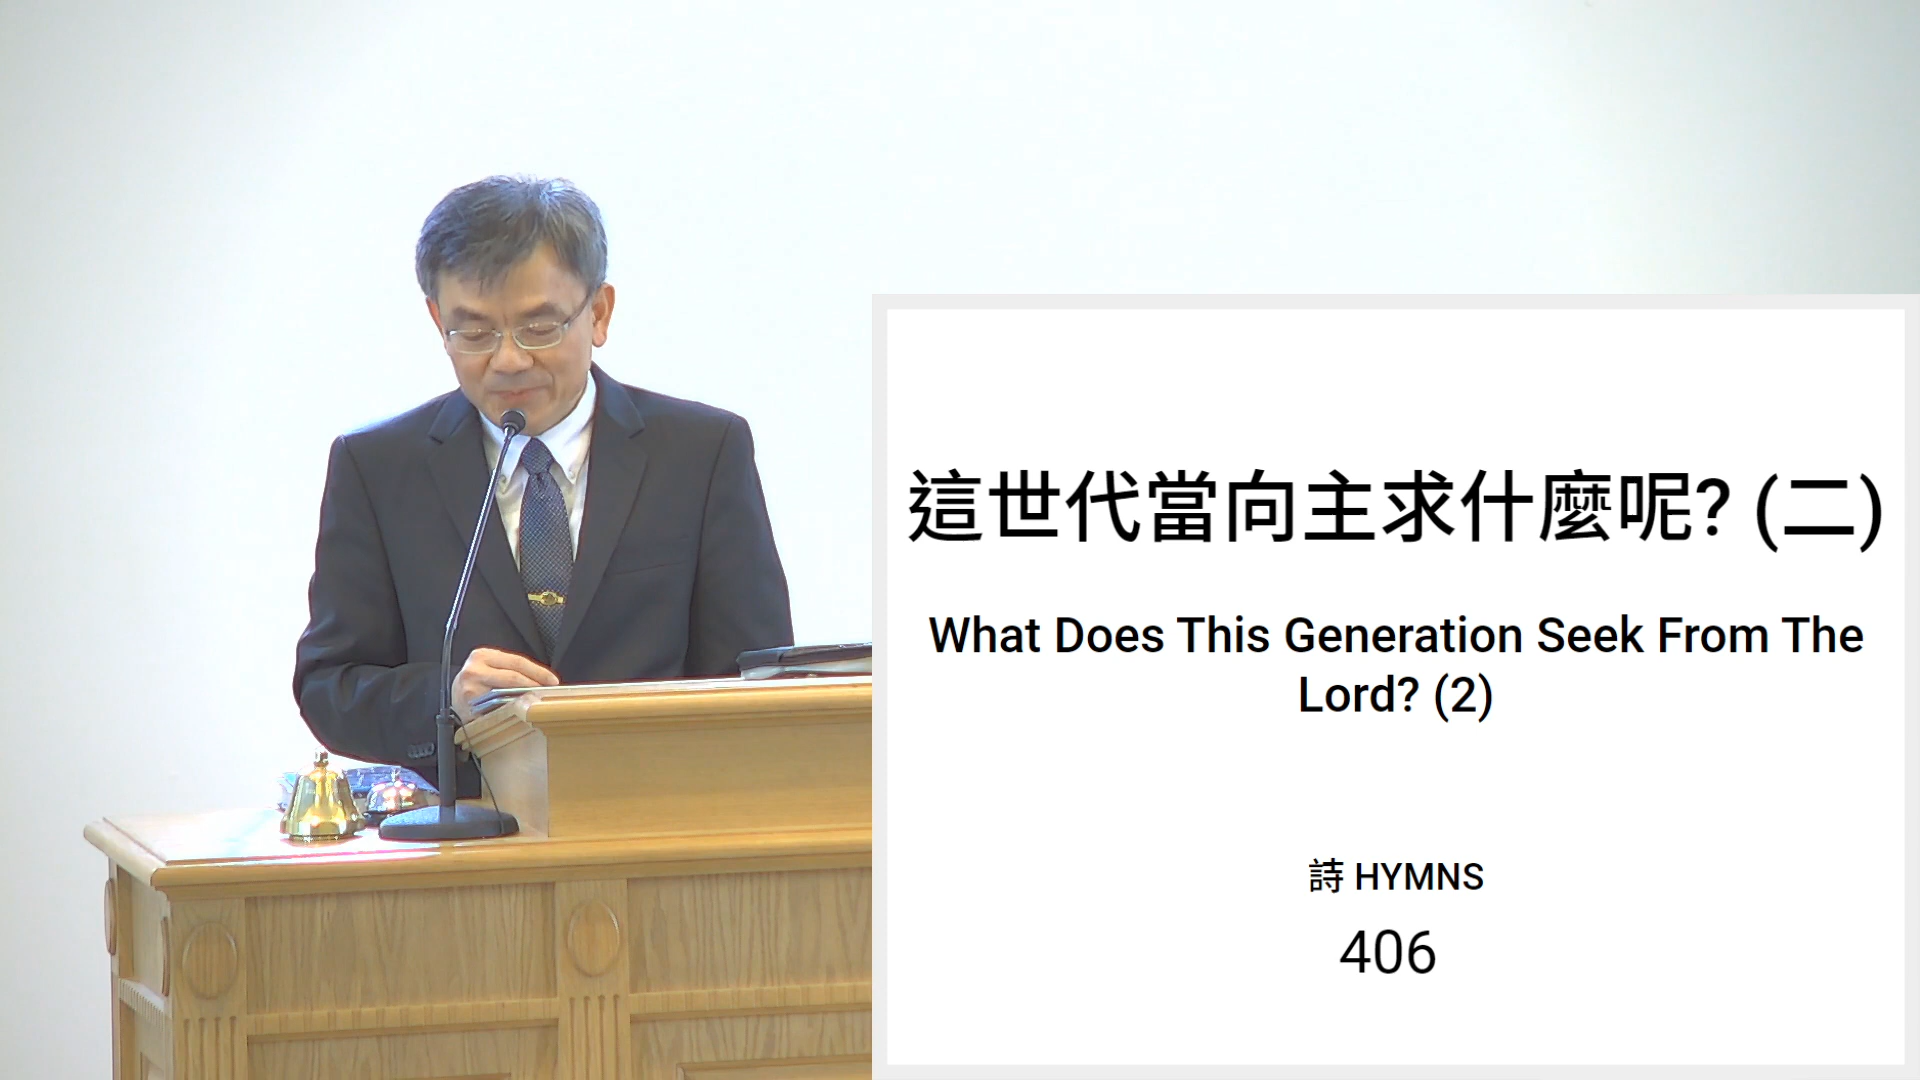 這世代當向主求什麼呢? (二)
What Does This Generation Seek From The
Lord? (2)
詩 HYMNS
406